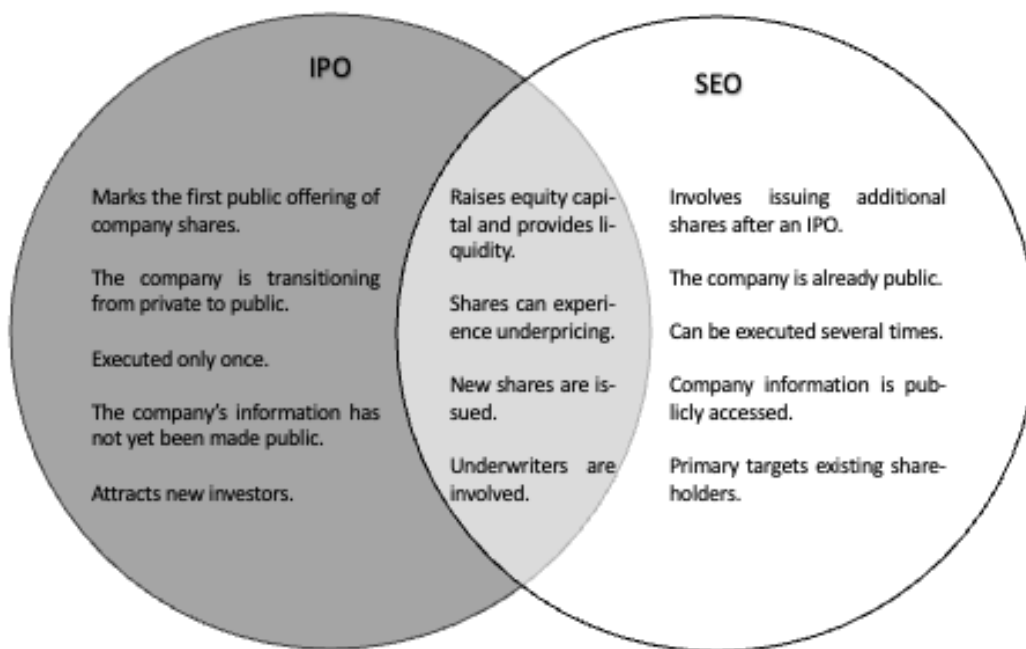 IPO
Marks the first public offering of
company shares.
The company is transitioning
from private to public.
Executed only once.
The company's information has
not yet been made public.
Attracts new investors.
Raises equity capi-
tal and provides li-
quidity.
Shares can experi-
ence underpricing.
New shares are is-
sued.
Underwriters are
involved.
SEO
Involves issuing additional
shares after an IPO.
The company is already public.
Can be executed several times.
Company information is pub-
licly accessed.
Primary targets existing share-
holders.